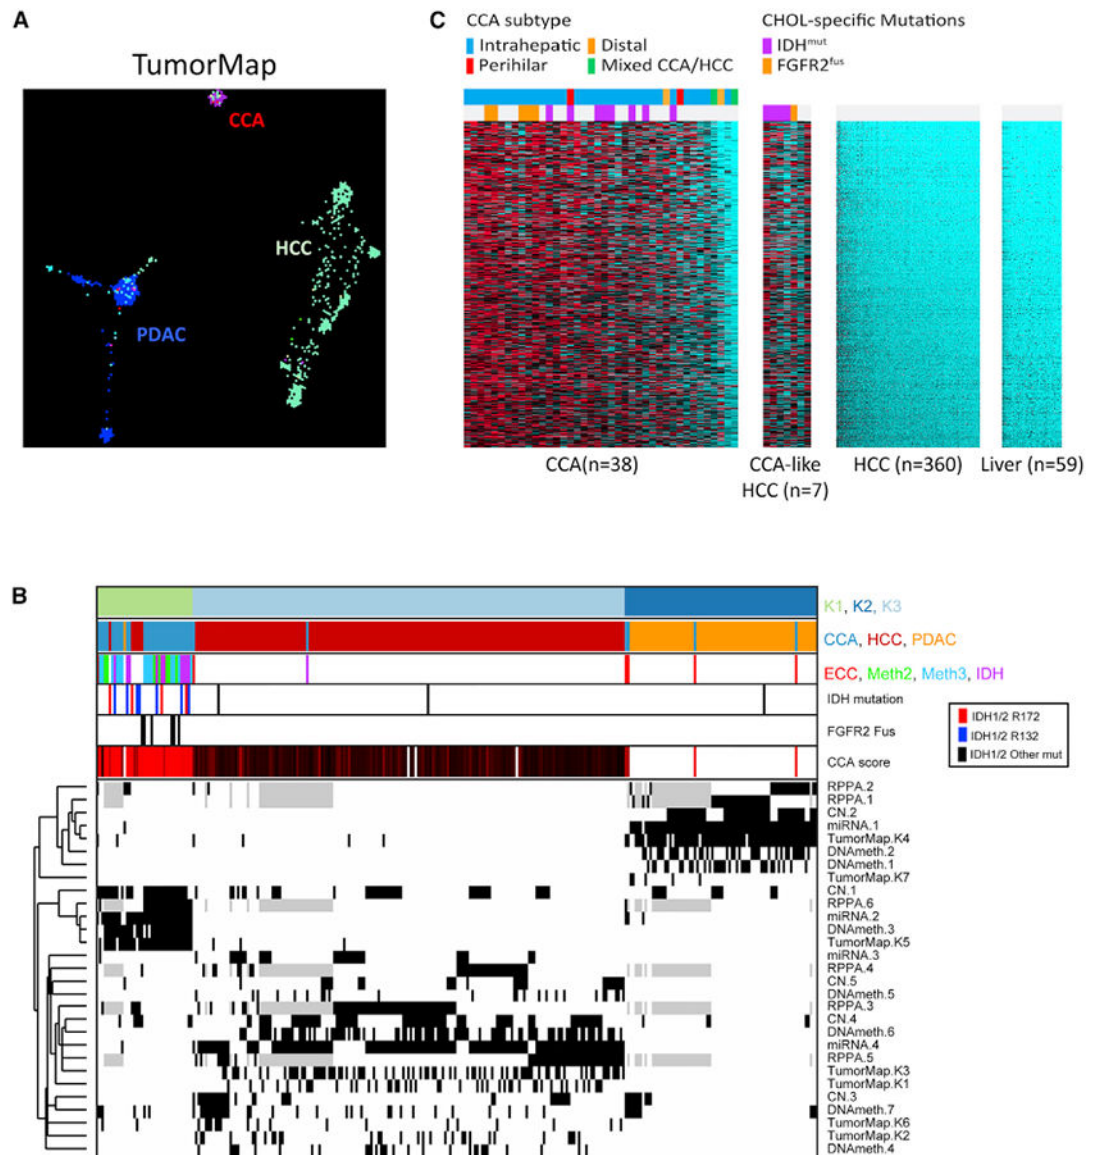 A
TumorMap
CCA
HCC
PDAC
C
CCA subtype
Intrahepatic
Distal
Perihilar
Mixed CCA/HCC
CHOL-specific Mutations
IDHmut
FGFR2fus
CCA(n=38)
CCA-like
HCC (n=7)
HCC (n=360)
Liver (n=59)
B
K1, K2, K3
CCA, HCC, PDAC
ECC, Meth2, Meth3, IDH
IDH mutation
FGFR2 Fus
CCA score
IDH1/2 R172
IDH1/2 R132
IDH1/2 Other mut
RPPA.2
RPPA.1
CN.2
miRNA.1
TumorMap.K4
DNAmeth.2
DNAmeth.1
TumorMap.K7
CN.1
RPPA.6
miRNA.2
DNAmeth.3
TumorMap.K5
miRNA.3
RPPA.4
CN.5
DNAmeth.5
RPPA.3
CN.4
DNAmeth.6
miRNA.4
RPPA.5
TumorMap.K3
TumorMap.K1
CN.3
DNAmeth.7
TumorMap.K6
TumorMap.K2
DNAmeth.4